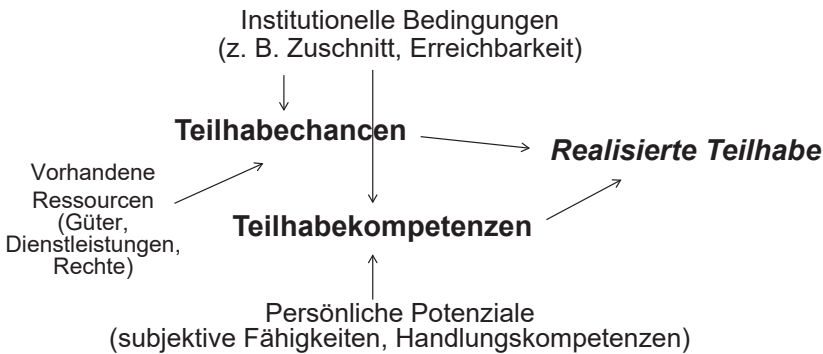 Institutionelle Bedingungen
(z. B. Zuschnitt, Erreichbarkeit)
Teilhabechancen
Realisierte Teilhabe
Vorhandene
Ressourcen
(Güter,
Dienstleistungen,
Rechte)
Teilhabekompetenzen
Persönliche Potenziale
(subjektive Fähigkeiten, Handlungskompetenzen)